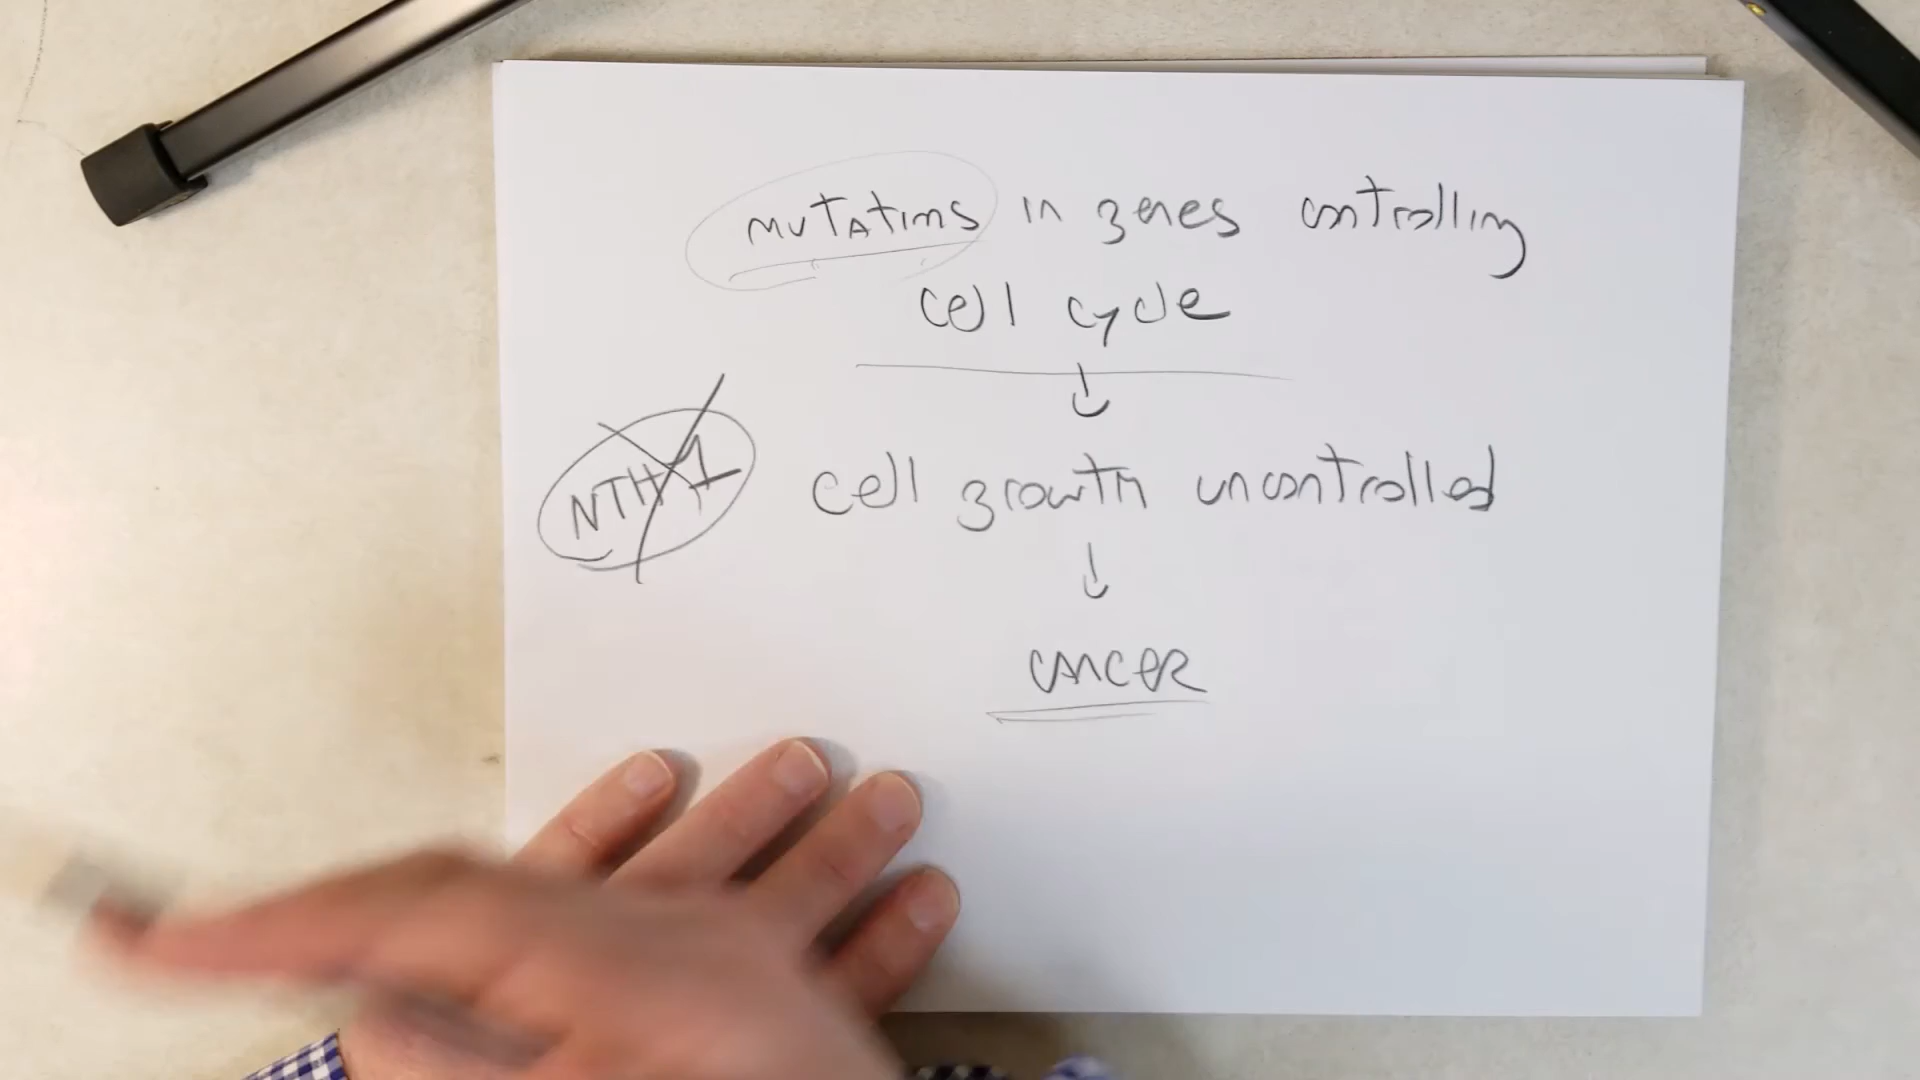 mutations in genes controlling
cell cycle
↓
NTH1
cell growth uncontrolled
↓
cancer